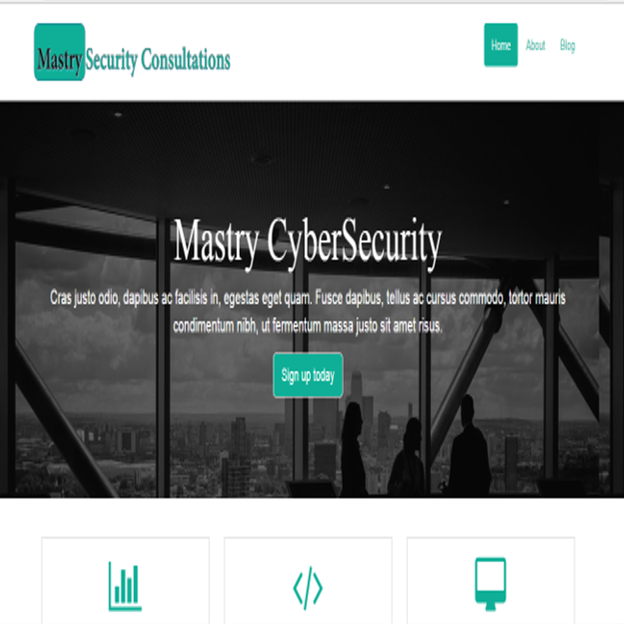 Mastry Security Consultations
Home About Blog
Mastry CyberSecurity
Cras justo odio, dapibus ac facilisis in, egestas eget quam. Fusce dapibus, tellus ac cursus commodo, tortor mauris
condimentum nibh, ut fermentum massa justo sit amet risus.
Sign up today